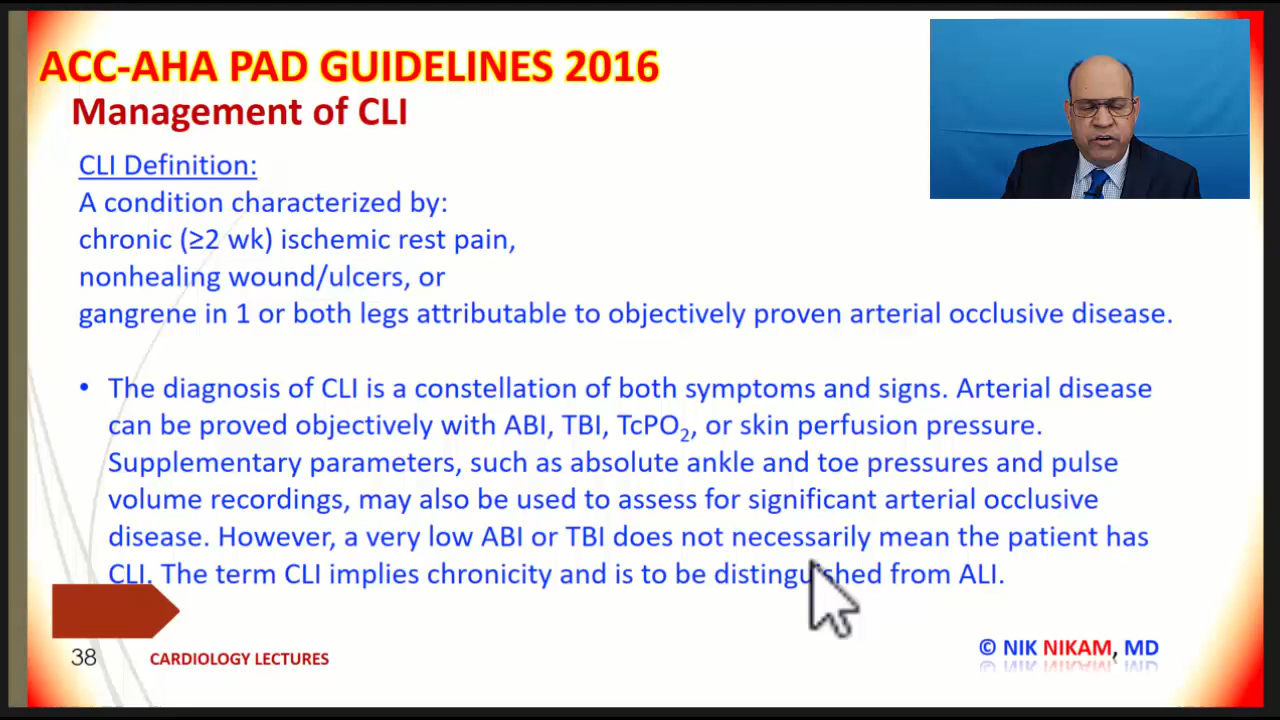 ACC-AHA PAD GUIDELINES 2016
Management of CLI
CLI Definition:
A condition characterized by:
chronic (≥2 wk) ischemic rest pain,
nonhealing wound/ulcers, or
gangrene in 1 or both legs attributable to objectively proven arterial occlusive disease.
• The diagnosis of CLI is a constellation of both symptoms and signs. Arterial disease
can be proved objectively with ABI, TBI, TcPO₂, or skin perfusion pressure.
Supplementary parameters, such as absolute ankle and toe pressures and pulse
volume recordings, may also be used to assess for significant arterial occlusive
disease. However, a very low ABI or TBI does not necessarily mean the patient has
CLI. The term CLI implies chronicity and is to be distinguished from ALI.
38
CARDIOLOGY LECTURES
© NIK NIKAM, MD